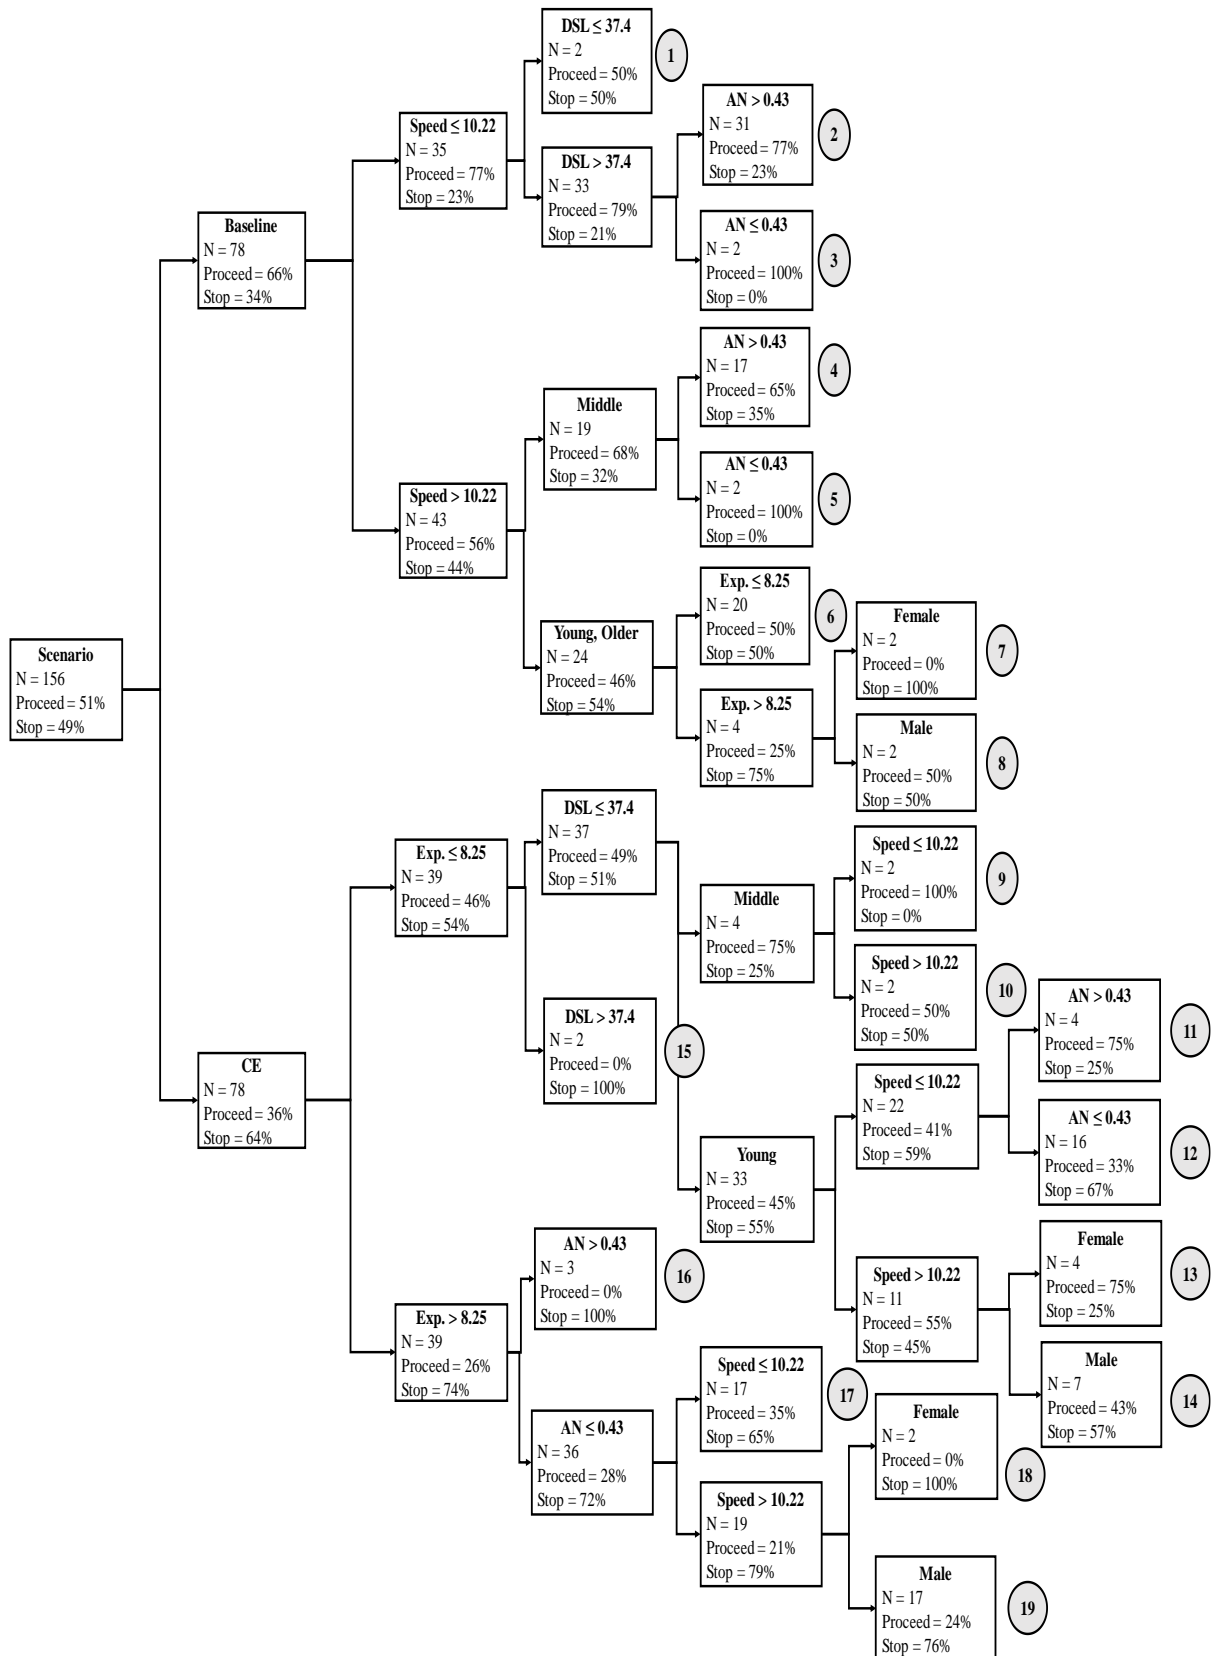 DSL ≤ 37.4
N = 2
Proceed = 50%
Stop = 50%
1
AN > 0.43
N = 31
Proceed = 77%
Stop = 23%
2
Speed ≤ 10.22
N = 35
Proceed = 77%
Stop = 23%
DSL > 37.4
N = 33
Proceed = 79%
Stop = 21%
AN ≤ 0.43
N = 2
Proceed = 100%
Stop = 0%
3
Baseline
N = 78
Proceed = 66%
Stop = 34%
AN > 0.43
N = 17
Proceed = 65%
Stop = 35%
4
Middle
N = 19
Proceed = 68%
Stop = 32%
AN ≤ 0.43
N = 2
Proceed = 100%
Stop = 0%
5
Speed > 10.22
N = 43
Proceed = 56%
Stop = 44%
Exp. ≤ 8.25
N = 20
Proceed = 50%
Stop = 50%
6
Female
N = 2
Proceed = 0%
Stop = 100%
7
Young, Older
N = 24
Proceed = 46%
Stop = 54%
Scenario
N = 156
Proceed = 51%
Stop = 49%
Exp. > 8.25
N = 4
Proceed = 25%
Stop = 75%
Male
N = 2
Proceed = 50%
Stop = 50%
8
DSL ≤ 37.4
N = 37
Proceed = 49%
Stop = 51%
Exp. ≤ 8.25
N = 39
Proceed = 46%
Stop = 54%
Speed ≤ 10.22
N = 2
Proceed = 100%
Stop = 0%
9
Middle
N = 4
Proceed = 75%
Stop = 25%
Speed > 10.22
N = 2
Proceed = 50%
Stop = 50%
10
DSL > 37.4
N = 2
Proceed = 0%
Stop = 100%
15
AN > 0.43
N = 4
Proceed = 75%
Stop = 25%
11
CE
N = 78
Proceed = 36%
Stop = 64%
Speed ≤ 10.22
N = 22
Proceed = 41%
Stop = 59%
AN ≤ 0.43
N = 16
Proceed = 33%
Stop = 67%
12
Young
N = 33
Proceed = 45%
Stop = 55%
AN > 0.43
N = 3
Proceed = 0%
Stop = 100%
16
Speed > 10.22
N = 11
Proceed = 55%
Stop = 45%
Female
N = 4
Proceed = 75%
Stop = 25%
13
Exp. > 8.25
N = 39
Proceed = 26%
Stop = 74%
Male
N = 7
Proceed = 43%
Stop = 57%
14
Speed ≤ 10.22
N = 17
Proceed = 35%
Stop = 65%
17
AN ≤ 0.43
N = 36
Proceed = 28%
Stop = 72%
Female
N = 2
Proceed = 0%
Stop = 100%
18
Speed > 10.22
N = 19
Proceed = 21%
Stop = 79%
Male
N = 17
Proceed = 24%
Stop = 76%
19